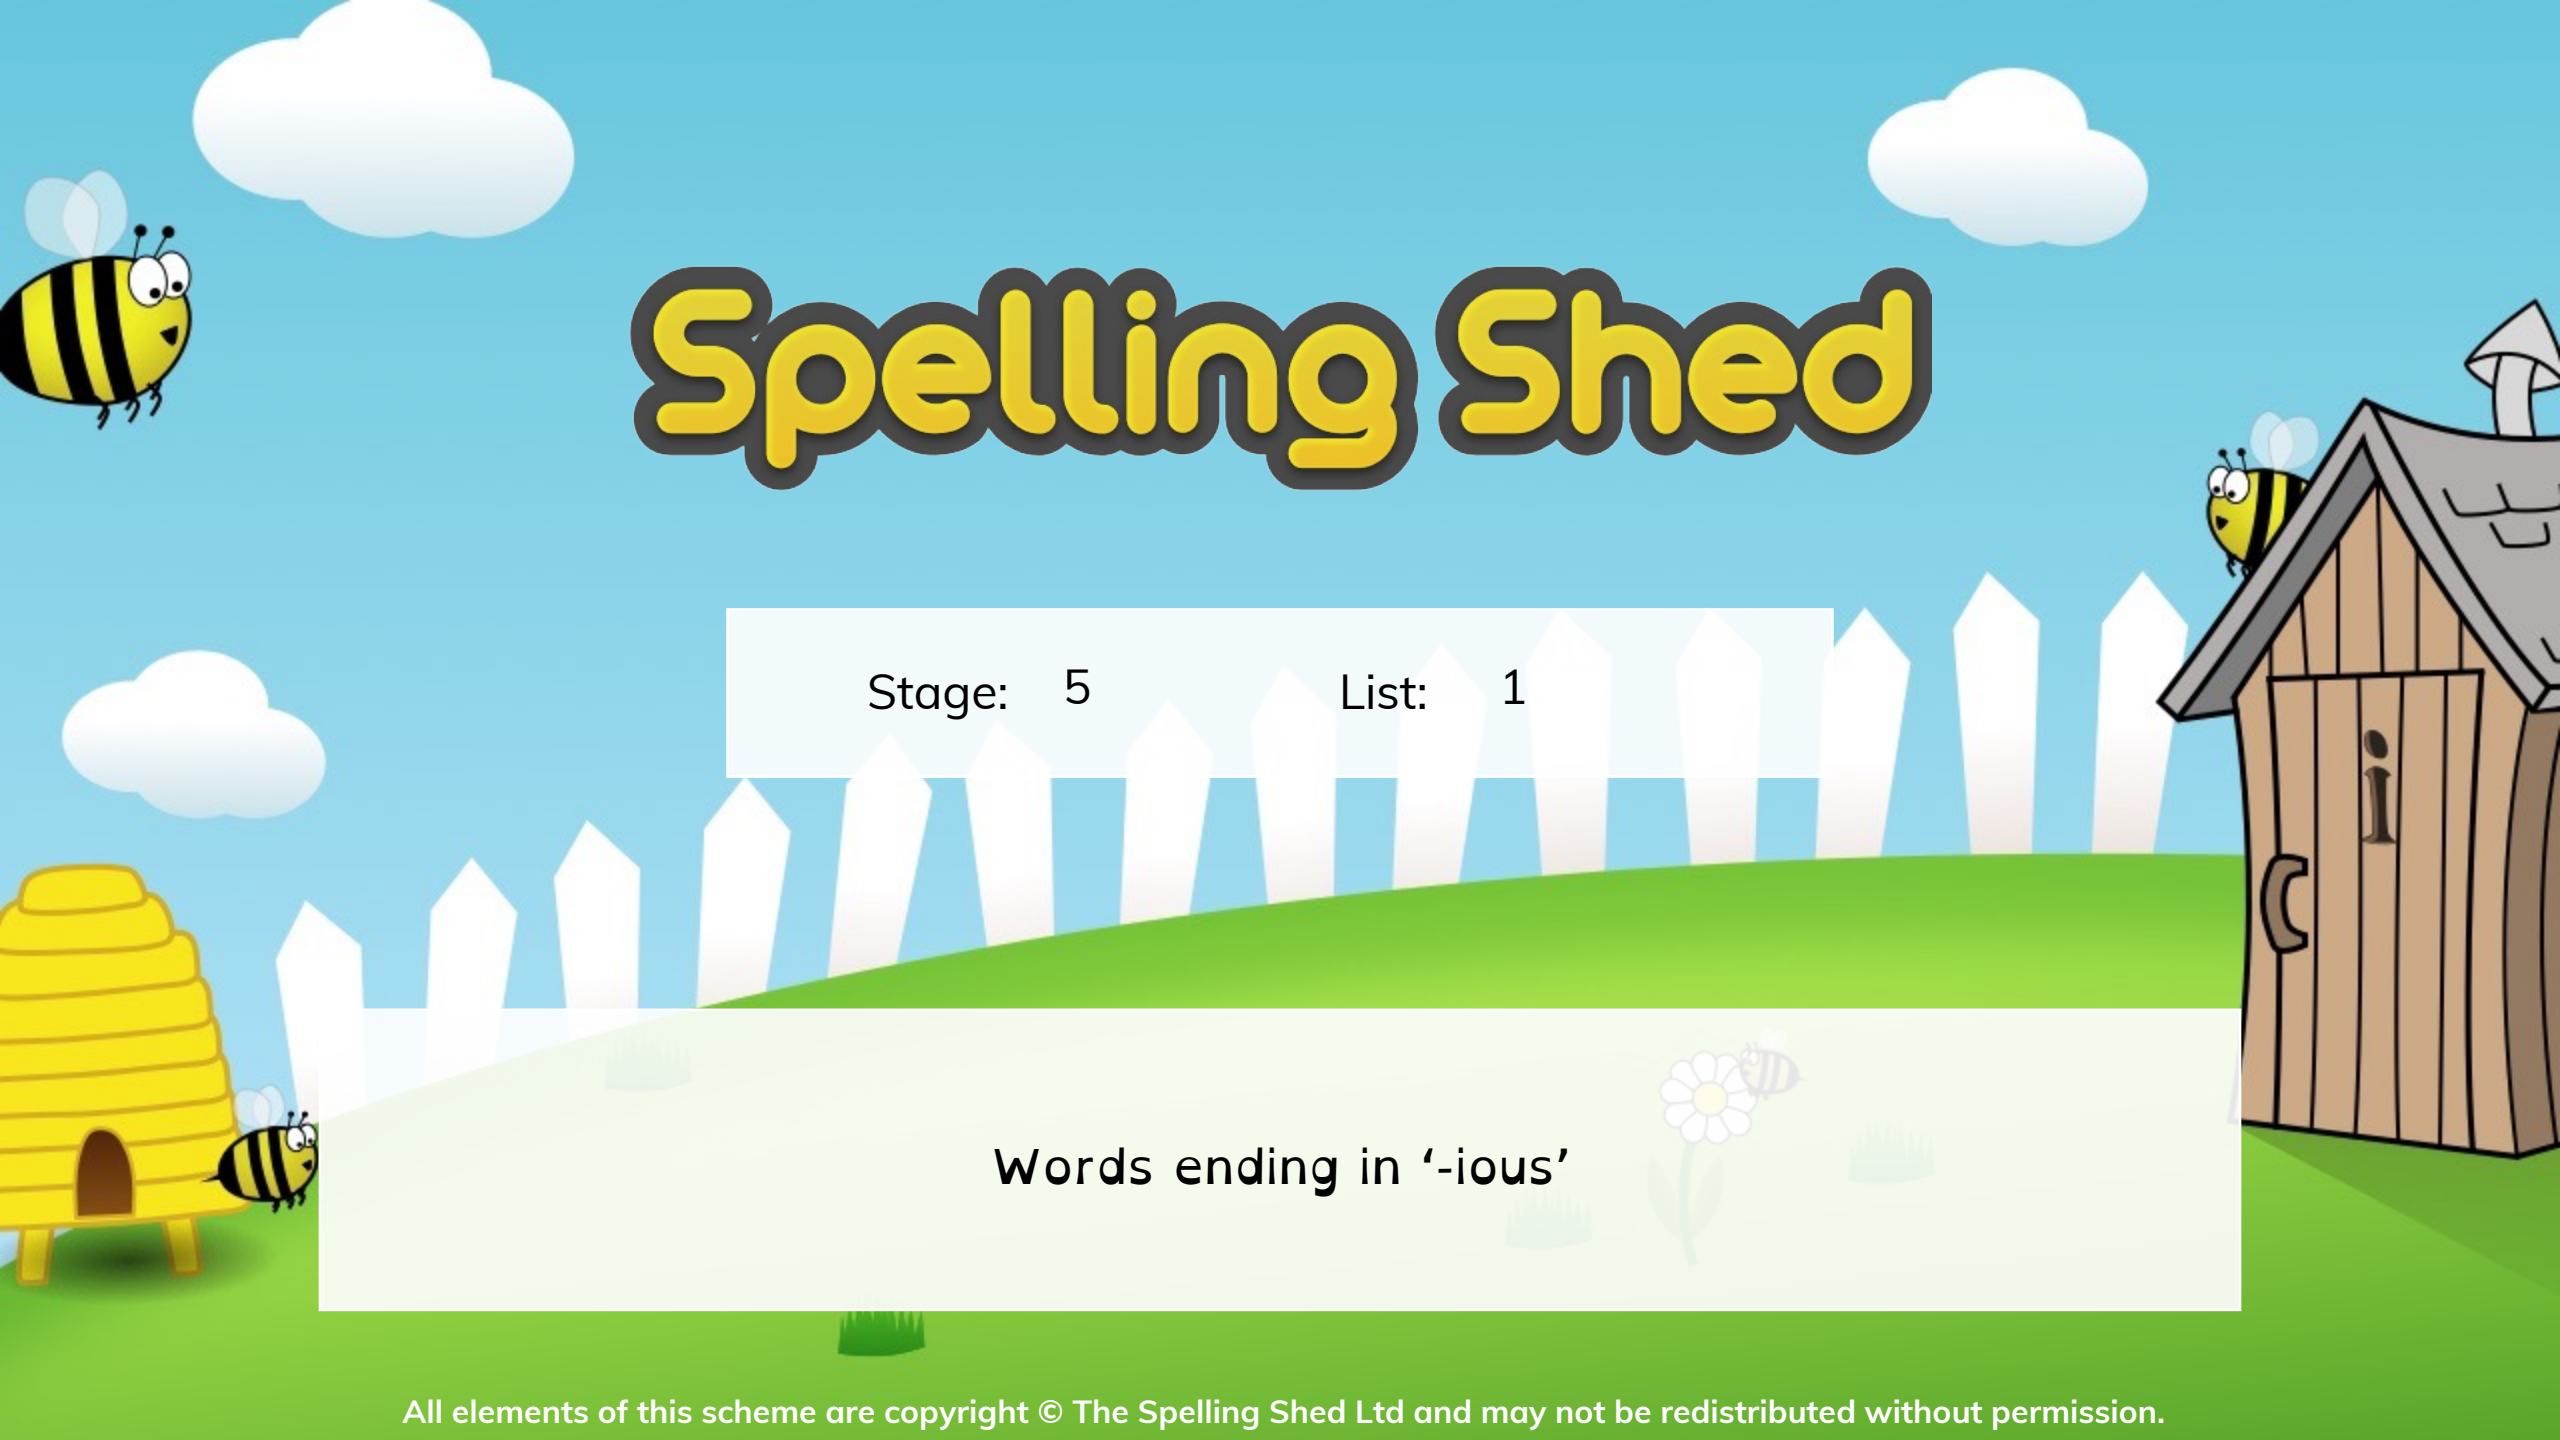 Spelling Shed
Stage: 5 List: 1
i
Words ending in ‘-ious’
All elements of this scheme are copyright © The Spelling Shed Ltd and may not be redistributed without permission.